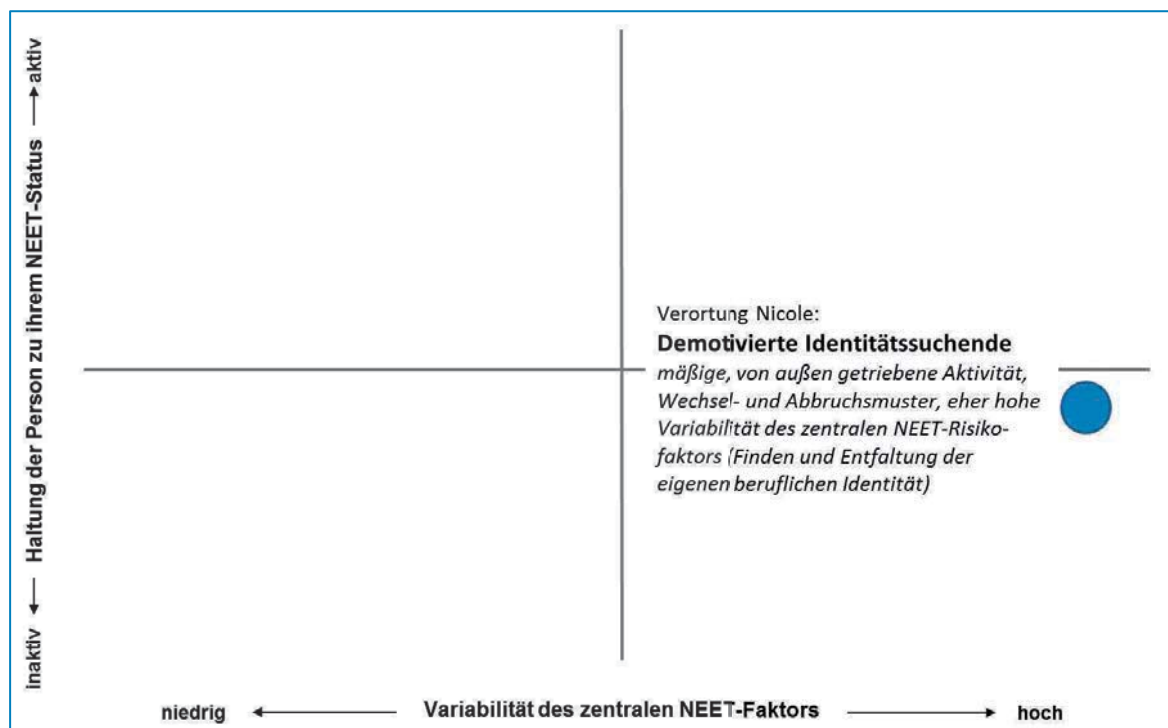 Haltung der Person zu ihrem NEET-Status
aktiv
inaktiv
Verortung Nicole:
Demotivierte Identitätssuchende
mäßige, von außen getriebene Aktivität,
Wechsel- und Abbruchsmuster, eher hohe
Variabilität des zentralen NEET-Risiko-
faktors (Finden und Entfaltung der
eigenen beruflichen Identität)
niedrig
Variabilität des zentralen NEET-Faktors
hoch